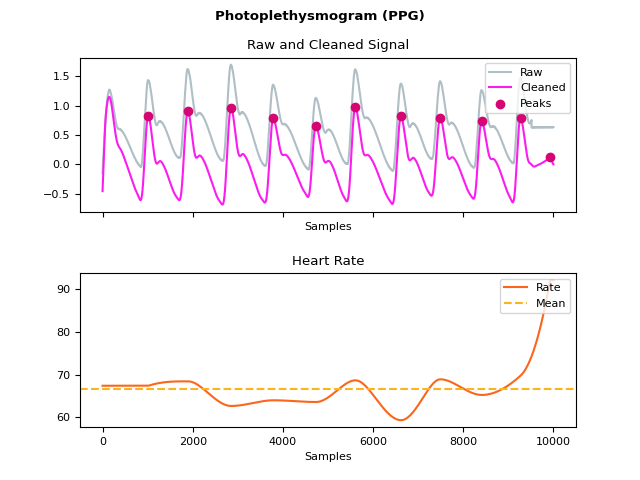 Photoplethysmogram (PPG)
Raw and Cleaned Signal
1.5
1.0
0.5
0.0
−0.5
Raw
Cleaned
Peaks
Samples
Heart Rate
90
80
70
60
Rate
Mean
0 2000 4000 6000 8000 10000
Samples